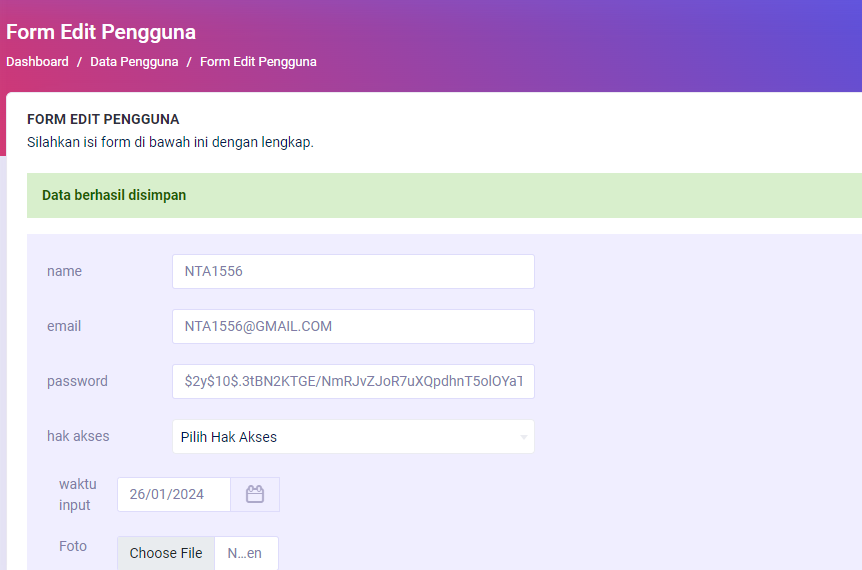 Form Edit Pengguna
Dashboard / Data Pengguna / Form Edit Pengguna
FORM EDIT PENGGUNA
Silahkan isi form di bawah ini dengan lengkap.
Data berhasil disimpan
name NTA1556
email NTA1556@GMAIL.COM
password $2y$10$.3tBN2KTGE/NmRJvZJoR7uXQpdhnT5olOYaT
hak akses Pilih Hak Akses
waktu
input 26/01/2024
Foto Choose File N...en